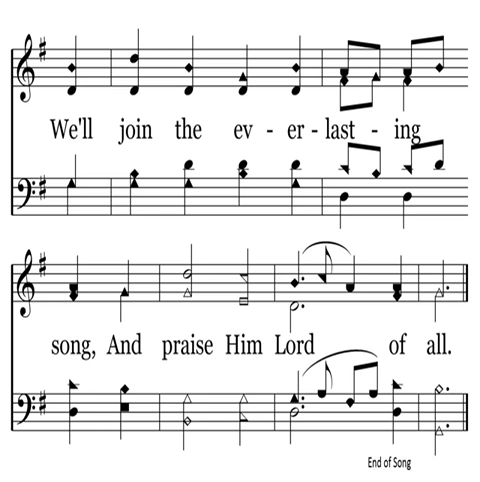 We'll join the ev - er - last - ing
song, And praise Him Lord of all.
End of Song